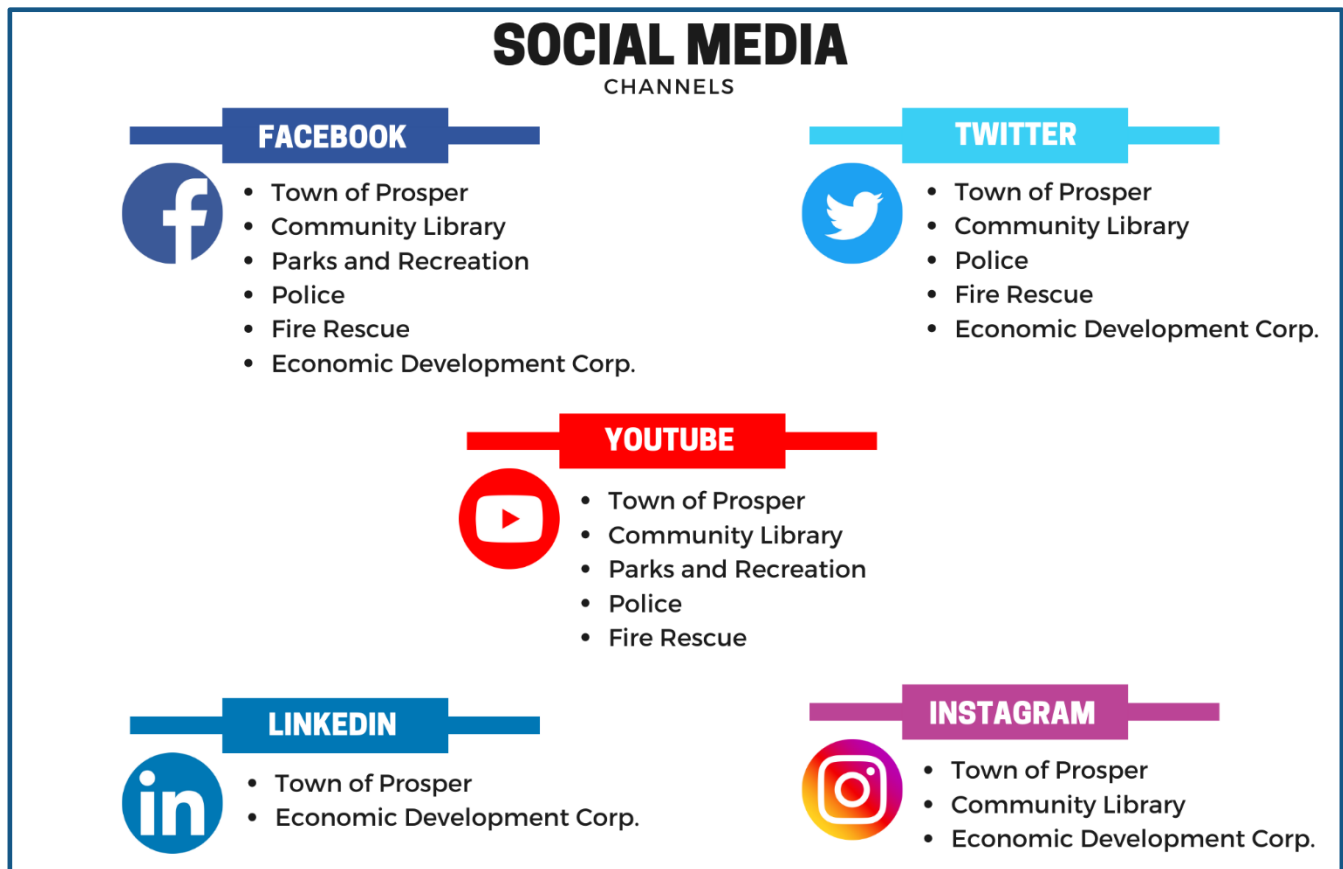 SOCIAL MEDIA
CHANNELS
FACEBOOK
• Town of Prosper
• Community Library
• Parks and Recreation
• Police
• Fire Rescue
• Economic Development Corp.
TWITTER
• Town of Prosper
• Community Library
• Police
• Fire Rescue
• Economic Development Corp.
YOUTUBE
• Town of Prosper
• Community Library
• Parks and Recreation
• Police
• Fire Rescue
LINKEDIN
in
• Town of Prosper
• Economic Development Corp.
INSTAGRAM
• Town of Prosper
• Community Library
• Economic Development Corp.